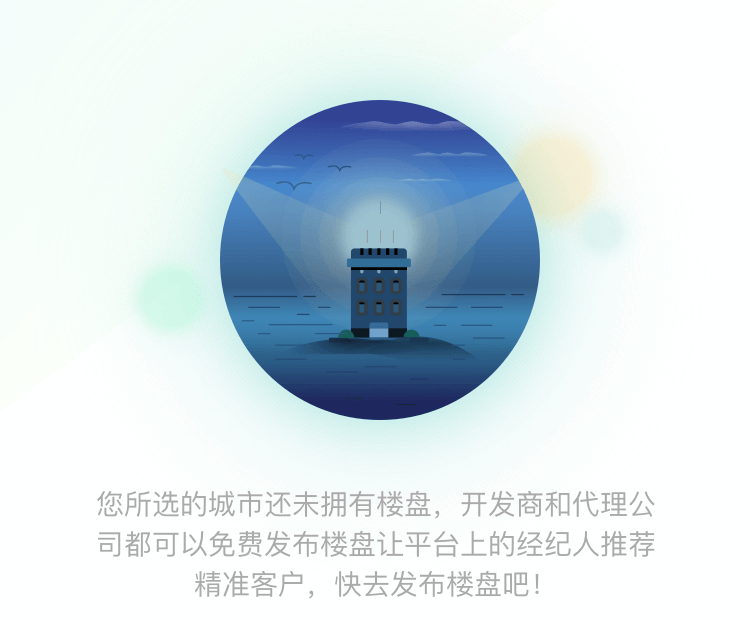 您所选的城市还未拥有楼盘，开发商和代理公
司都可以免费发布楼盘让平台上的经纪人推荐
精准客户，快去发布楼盘吧！